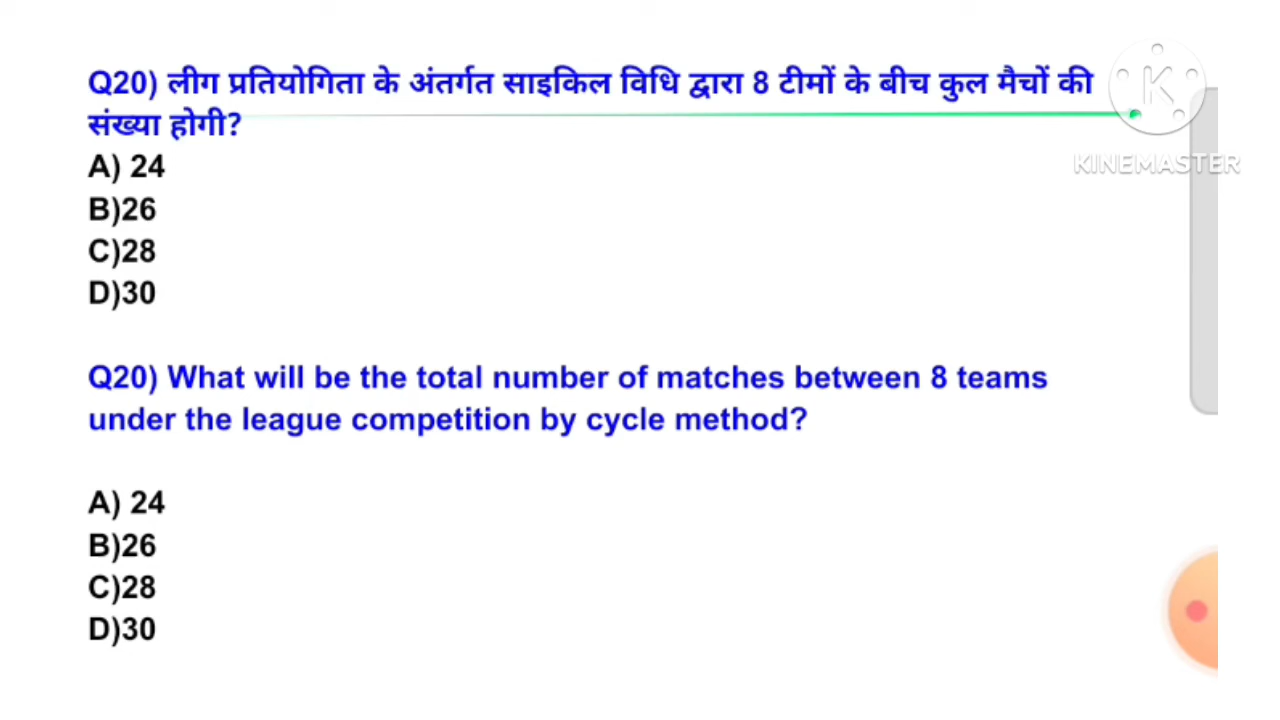 Q20) लीग प्रतियोगिता के अंतर्गत साइकिल विधि द्वारा 8 टीमों के बीच कुल मैचों की
संख्या होगी?
A) 24
B)26
C)28
D)30
Q20) What will be the total number of matches between 8 teams
under the league competition by cycle method?
A) 24
B)26
C)28
D)30
K
KINEMASTER